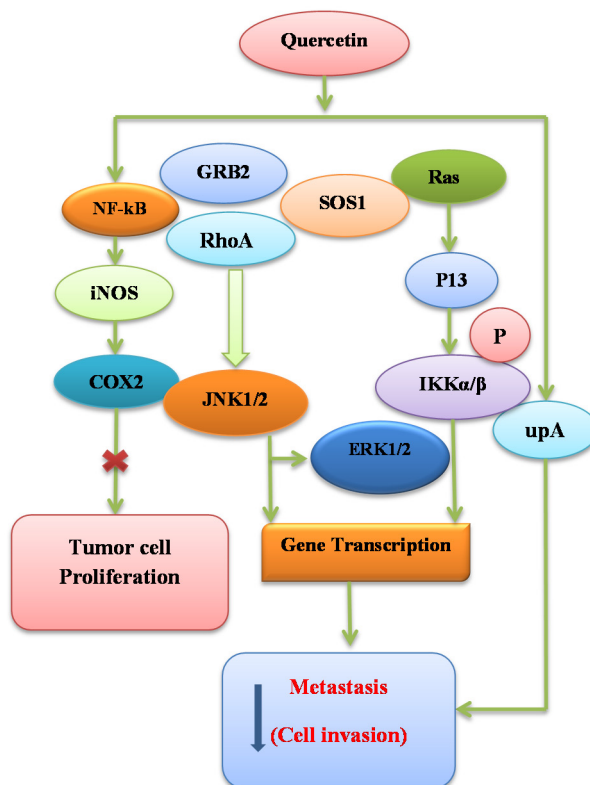 Quercetin
GRB2
Ras
NF-kB
SOS1
RhoA
P13
iNOS
P
COX2
JNK1/2
IKKα/β
upA
ERK1/2
Tumor cell
Proliferation
Gene Transcription
Metastasis
(Cell invasion)